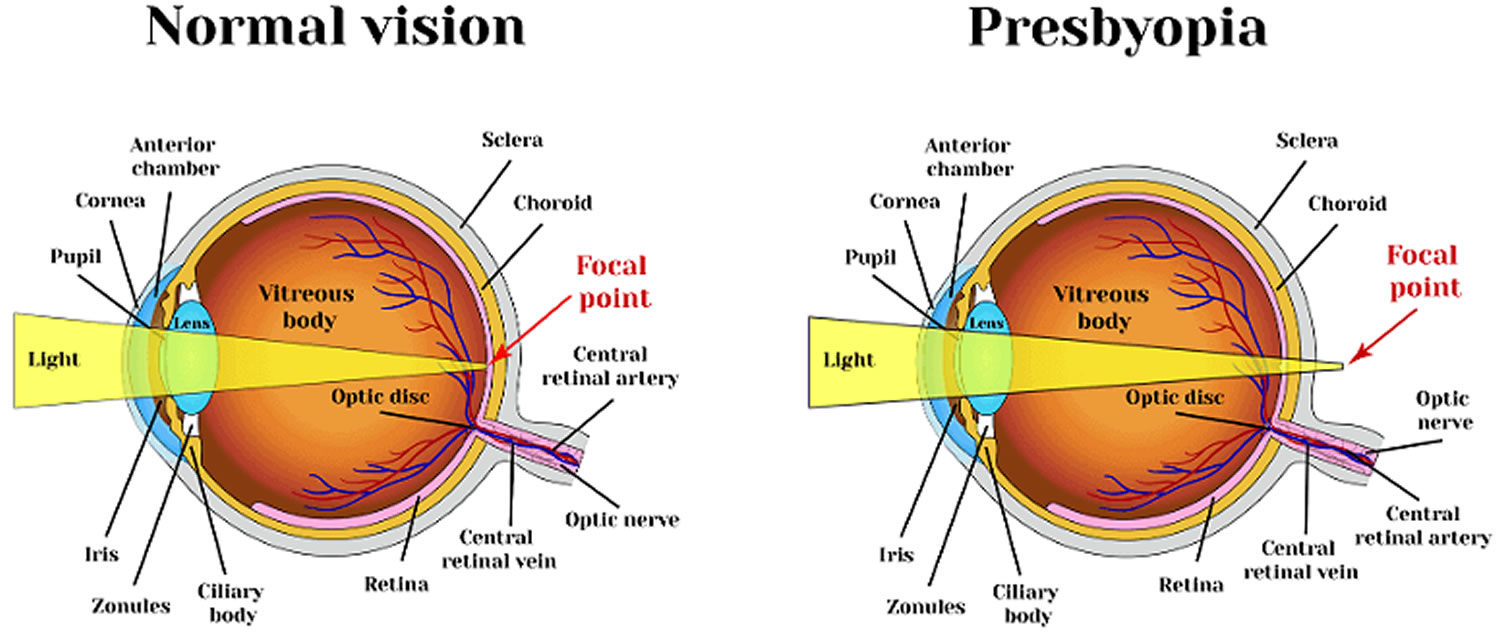 Normal vision
Anterior
chamber
Cornea
Pupil
Sclera
Choroid
Focal
point
Vitreous
body
Lens
Light
Central
retinal artery
Optic disc
Optic nerve
Central
retinal vein
Retina
Iris
Zonules
Ciliary
body
Presbyopia
Anterior
chamber
Cornea
Pupil
Sclera
Choroid
Focal
point
Vitreous
body
Lens
Light
Optic disc
Optic
nerve
Central
retinal artery
Central
retinal vein
Retina
Iris
Zonules
Ciliary
body